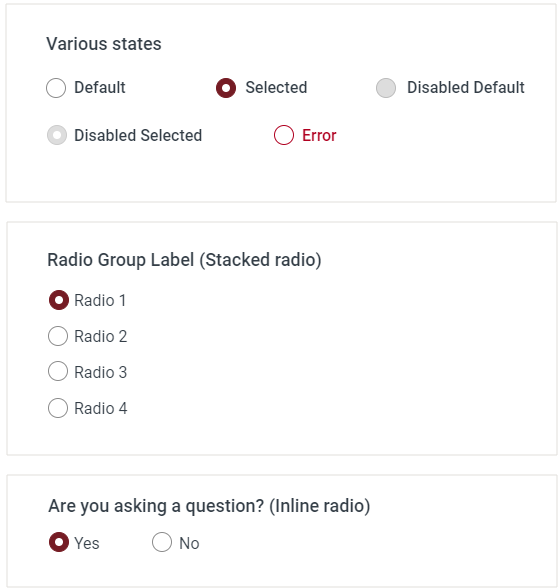 Various states
Default Selected Disabled Default
Disabled Selected Error
Radio Group Label (Stacked radio)
Radio 1
Radio 2
Radio 3
Radio 4
Are you asking a question? (Inline radio)
Yes No